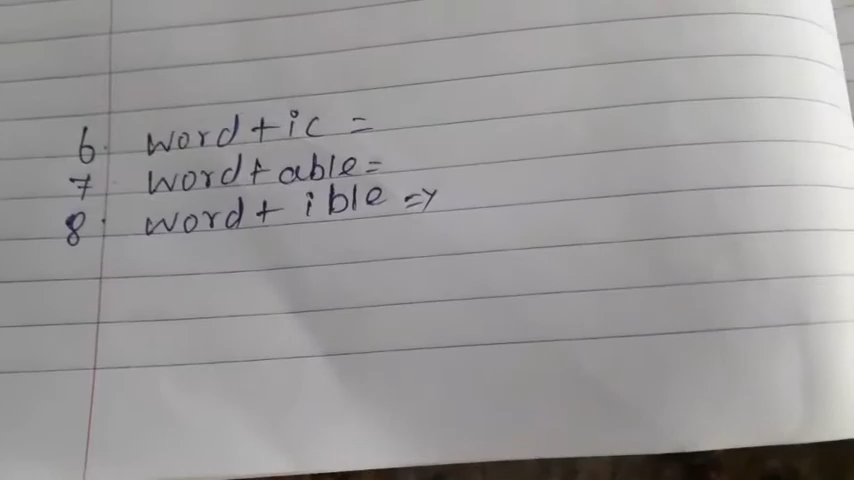 6. word + ic =
7. word + able =
8. word + ible =>